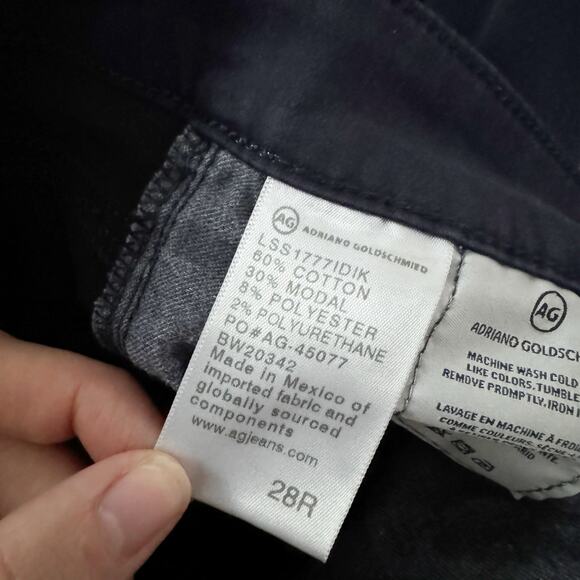 AG ADRIANO GOLDSCHMIED
LSS1777IDIK
60% COTTON
30% MODAL
8% POLYESTER
2% POLYURETHANE
PO#AG-45077
BW20342
Made in Mexico of
imported fabric and
globally sourced
components
www.agjeans.com
28R
AG
ADRIANO GOLDSCH
MACHINE WASH COLD
LIKE COLORS. TUMBLE
REMOVE PROMPTLY. IRON
LAVAGE EN MACHINE À FROID
COMME COULEURS.